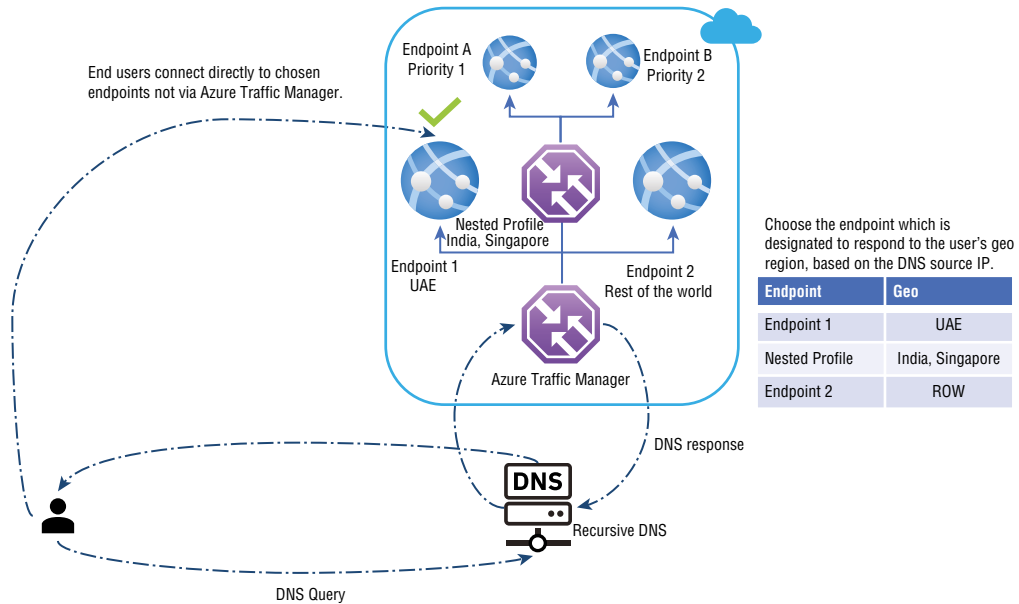 Endpoint A
Priority 1
Endpoint B
Priority 2
End users connect directly to chosen
endpoints not via Azure Traffic Manager.
Nested Profile
India, Singapore
Endpoint 1
UAE
Endpoint 2
Rest of the world
Azure Traffic Manager
Choose the endpoint which is
designated to respond to the user's geo
region, based on the DNS source IP.
Endpoint Geo
Endpoint 1 UAE
Nested Profile India, Singapore
Endpoint 2 ROW
DNS response
DNS
Recursive DNS
DNS Query